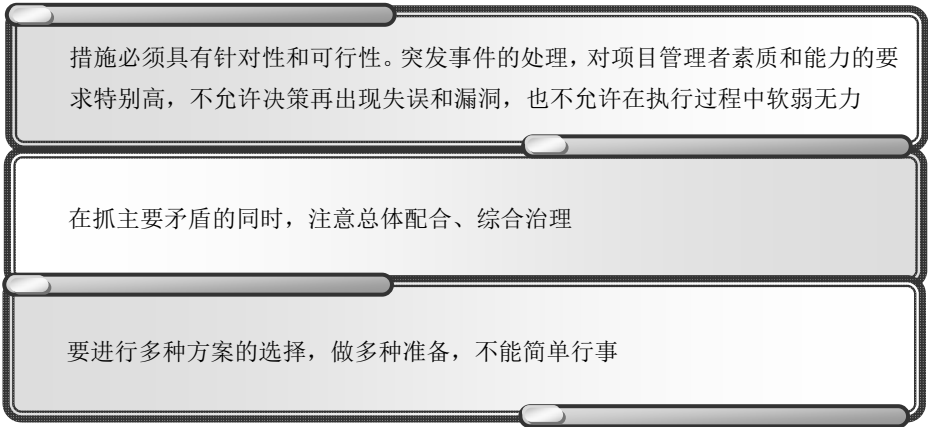 措施必须具有针对性和可行性。突发事件的处理，对项目管理者素质和能力的要
求特别高，不允许决策再出现失误和漏洞，也不允许在执行过程中软弱无力
在抓主要矛盾的同时，注意总体配合、综合治理
要进行多种方案的选择，做多种准备，不能简单行事